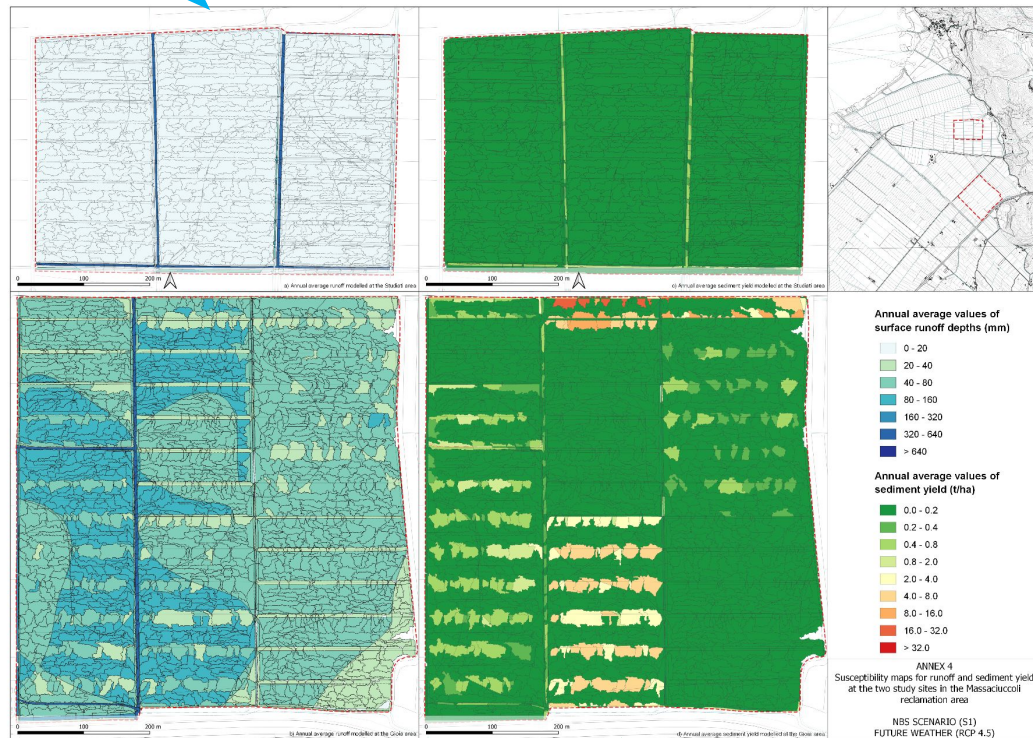 0
100
200 m
a) Annual average runoff modelled at the Studiati area
0
100
200 m
c) Annual average sediment yield modelled at the Studiati area
0
100
200 m
b) Annual average runoff modelled at the Gioia area
0
100
200 m
d) Annual average sediment yield modelled at the Gioia area
Annual average values of
surface runoff depths (mm)
0 - 20
20 - 40
40 - 80
80 - 160
160 - 320
320 - 640
> 640
Annual average values of
sediment yield (t/ha)
0.0 - 0.2
0.2 - 0.4
0.4 - 0.8
0.8 - 2.0
2.0 - 4.0
4.0 - 8.0
8.0 - 16.0
16.0 - 32.0
> 32.0
ANNEX 4
Susceptibility maps for runoff and sediment yield
at the two study sites in the Massaciuccoli
reclamation area
NBS SCENARIO (S1)
FUTURE WEATHER (RCP 4.5)